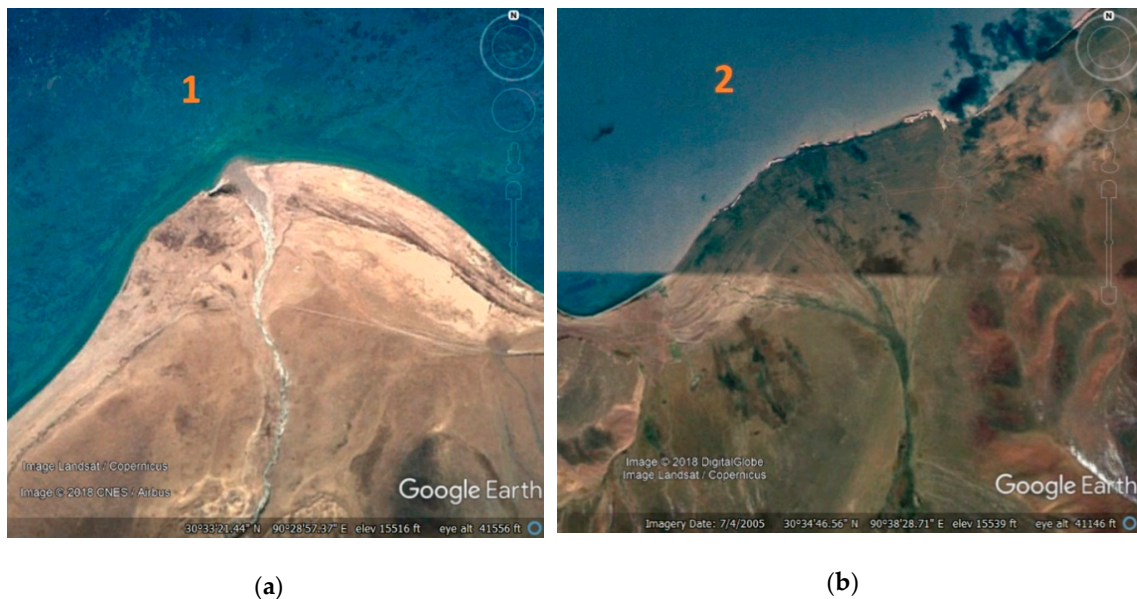 N
1
Image Landsat / Copernicus
Image © 2018 CNES / Airbus
Google Earth
30°33'21.44" N 90°28'57.37" E elev 15516 ft eye alt 41556 ft
(a)
N
2
Image © 2018 DigitalGlobe
Image Landsat / Copernicus
Google Earth
Imagery Date: 7/4/2005 30°34'46.56" N 90°38'28.71" E elev 15539 ft eye alt 41146 ft
(b)